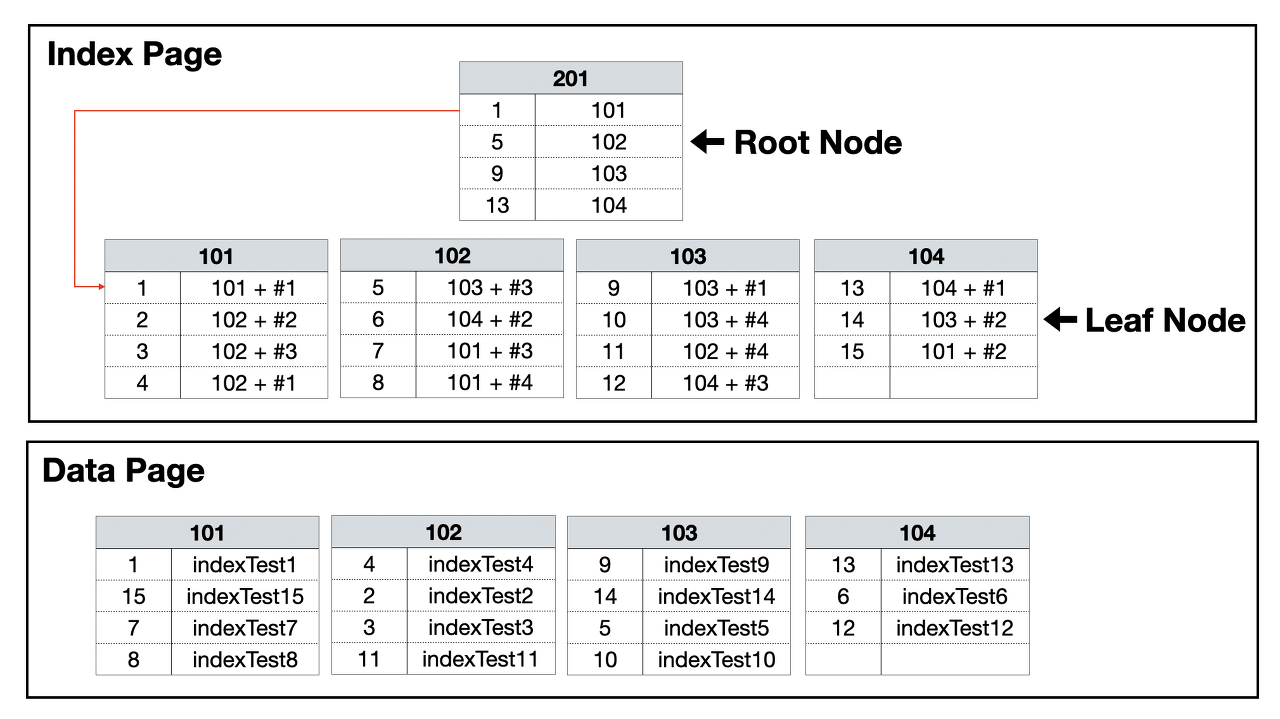 Index Page
201
1 101
5 102
9 103
13 104
Root Node
101
1 101 + #1
2 102 + #2
3 102 + #3
4 102 + #1
102
5 103 + #3
6 104 + #2
7 101 + #3
8 101 + #4
103
9 103 + #1
10 103 + #4
11 102 + #4
12 104 + #3
104
13 104 + #1
14 103 + #2
15 101 + #2
Leaf Node
Data Page
101
1 indexTest1
15 indexTest15
7 indexTest7
8 indexTest8
102
4 indexTest4
2 indexTest2
3 indexTest3
11 indexTest11
103
9 indexTest9
14 indexTest14
5 indexTest5
10 indexTest10
104
13 indexTest13
6 indexTest6
12 indexTest12